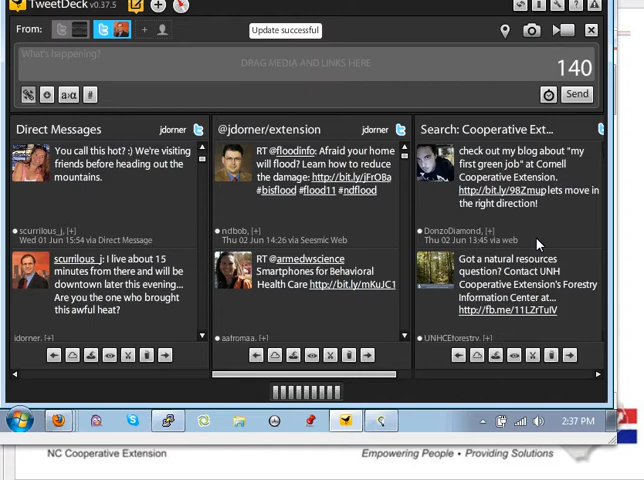 TweetDeck v0.37.5
From:
Update successful
What's happening?
DRAG MEDIA AND LINKS HERE
140
Send
Direct Messages
jdorner
You call this hot? :) We're visiting
friends before heading out the
mountains.
scurrilous_j, [+]
Wed 01 Jun 15:54 via Direct Message
scurrilous_j: I live about 15
minutes from there and will be
downtown later this evening...
Are you the one who brought
this awful heat?
jdorner, [+]
@jdorner/extension
jdorner
RT @floodinfo: Afraid your home
will flood? Learn how to reduce
the damage. http://bit.ly/jFrO8a
#bisflood #flood11 #ndflood
ndbob, [+]
Thu 02 Jun 14:26 via Seesmic Web
RT @armedwscience
Smartphones for Behavioral
Health Care http://bit.ly/mKuJC1
aafromaa, [+]
Search: Cooperative Ext...
check out my blog about "my
first green job" at Cornell
Cooperative Extension.
http://bit.ly/98Zmup lets move in
the right direction!
DonzoDiamond, [+]
Thu 02 Jun 13:45 via web
Got a natural resources
question? Contact UNH
Cooperative Extension's Forestry
Information Center at...
http://fb.me/11LZrTuIV
UNHCEforestry, [+]
2:37 PM
NC Cooperative Extension
Empowering People • Providing Solutions